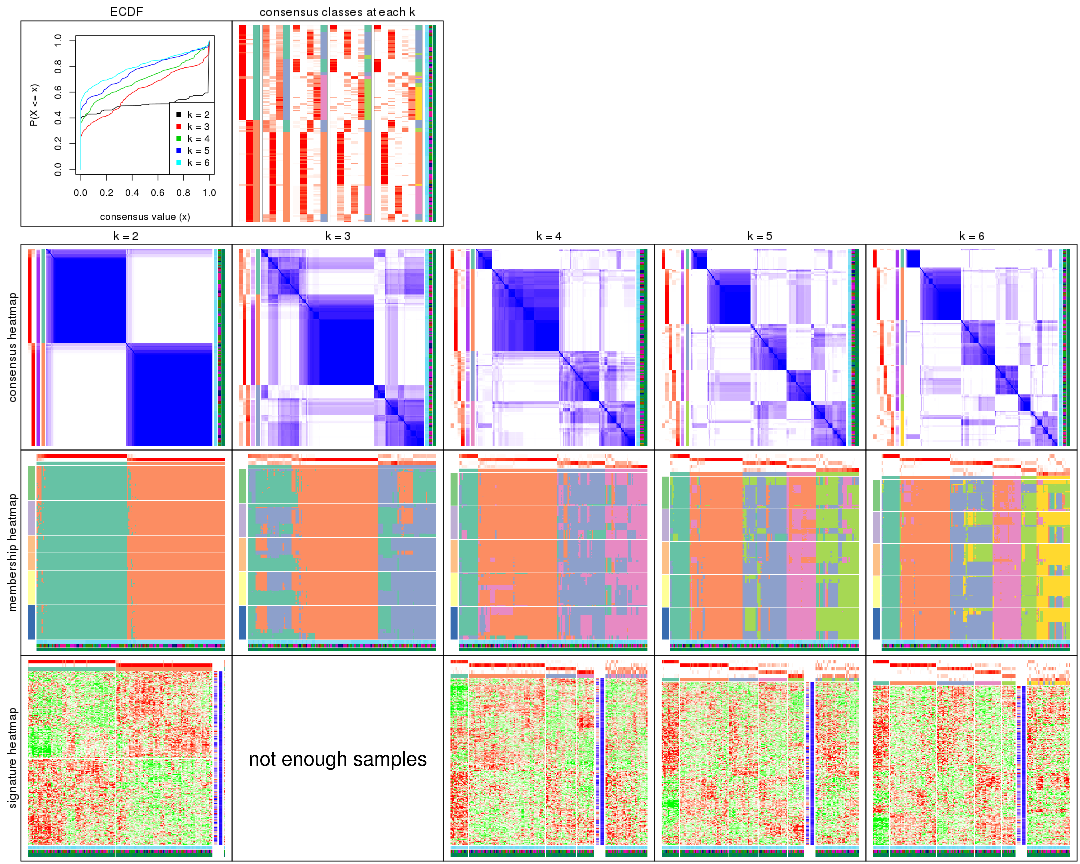 ECDF
consensus classes at each k
P(X <= x)
0.0
0.2
0.4
0.6
0.8
1.0
k = 2
k = 3
k = 4
k = 5
k = 6
0.0 0.2 0.4 0.6 0.8 1.0
consensus value (x)
k = 2 k = 3 k = 4 k = 5 k = 6
consensus heatmap
membership heatmap
signature heatmap
not enough samples